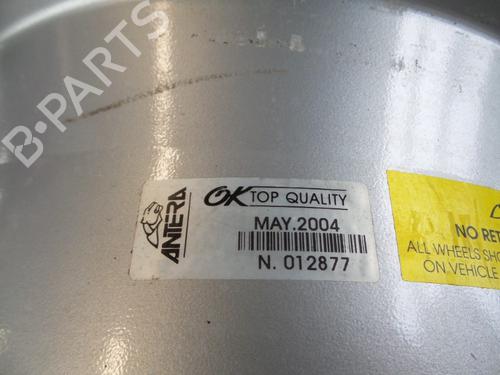 B-PARTS
ANTERA
OK TOP QUALITY
MAY.2004
N. 012877
NO RET
ALL WHEELS SHO
ON VEHICLE